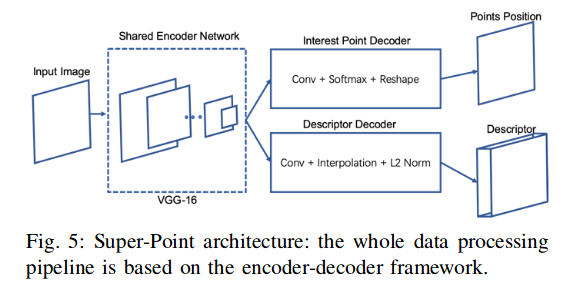 Points Position
Shared Encoder Network
Interest Point Decoder
Input Image
Conv + Softmax + Reshape
Descriptor Decoder
Descriptor
Conv + Interpolation + L2 Norm
VGG-16
Fig. 5: Super-Point architecture: the whole data processing
pipeline is based on the encoder-decoder framework.